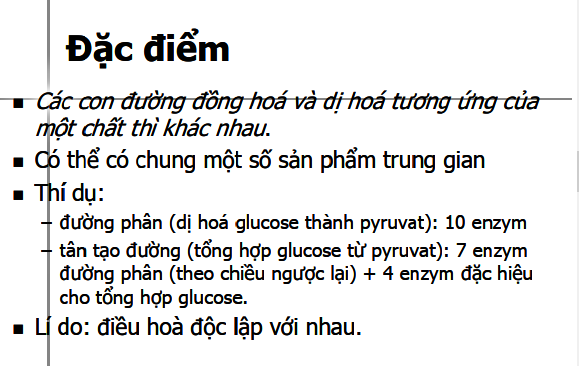 Đặc điểm
▪ Các con đường đồng hoá và dị hoá tương ứng của
một chất thì khác nhau.
▪ Có thể có chung một số sản phẩm trung gian
▪ Thí dụ:
– đường phân (dị hoá glucose thành pyruvat): 10 enzym
– tân tạo đường (tổng hợp glucose từ pyruvat): 7 enzym
đường phân (theo chiều ngược lại) + 4 enzym đặc hiệu
cho tổng hợp glucose.
▪ Lí do: điều hoà độc lập với nhau.